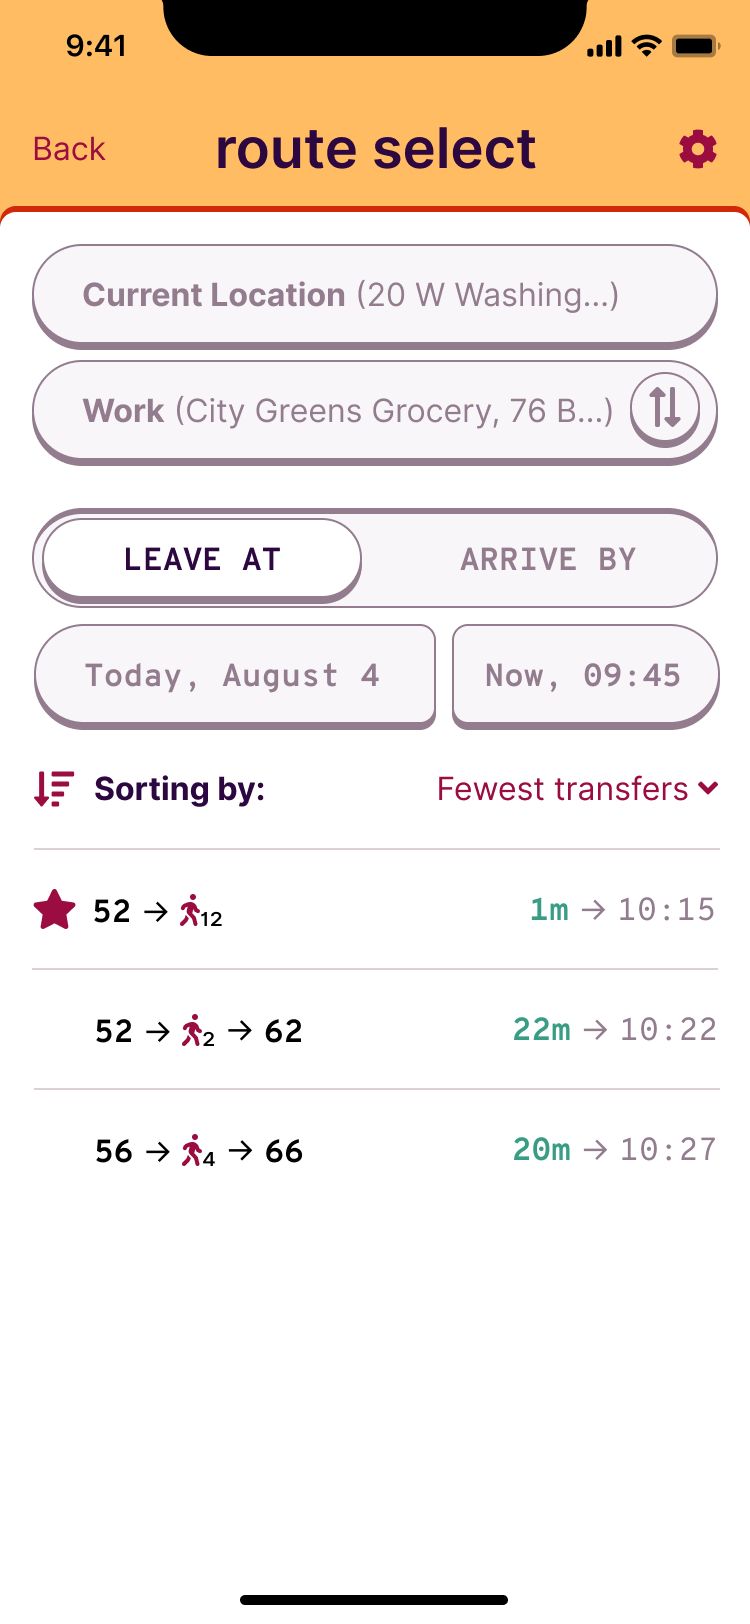 9:41
Back route select
Current Location (20 W Washing...)
Work (City Greens Grocery, 76 B...)
LEAVE AT ARRIVE BY
Today, August 4 Now, 09:45
Sorting by: Fewest transfers
52 → 12 1m → 10:15
52 → 2 → 62 22m → 10:22
56 → 4 → 66 20m → 10:27